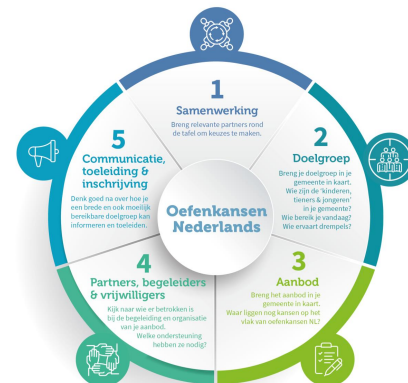 1
Samenwerking
Breng relevante partners rond
de tafel om keuzes te maken.
2
Doelgroep
Breng je doelgroep in je
gemeente in kaart.
Wie zijn de 'kinderen,
tieners & jongeren'
in je gemeente?
Wie bereik je vandaag?
Wie ervaart drempels?
3
Aanbod
Breng het aanbod in je
gemeente in kaart.
Waar liggen nog kansen op het
vlak van oefenkansen NL?
4
Partners, begeleiders
& vrijwilligers
Kijk naar wie er betrokken is
bij de begeleiding en organisatie
van je aanbod.
Welke ondersteuning
hebben ze nodig?
5
Communicatie,
toeleiding &
inschrijving
Denk goed na over hoe je
een brede en ook moeilijk
bereikbare doelgroep kan
informeren en toeleiden.
Oefenkansen
Nederlands